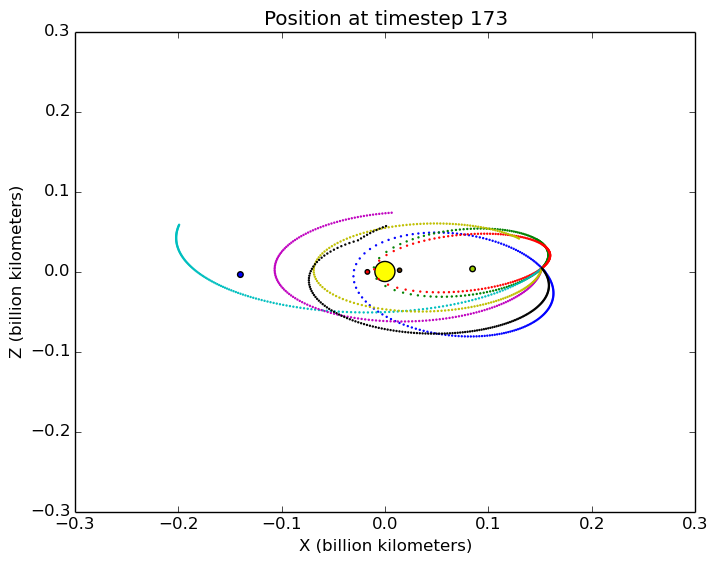 Position at timestep 173
0.3
0.2
0.1
0.0
−0.1
−0.2
−0.3
−0.3 −0.2 −0.1 0.0 0.1 0.2 0.3
X (billion kilometers)
Z (billion kilometers)